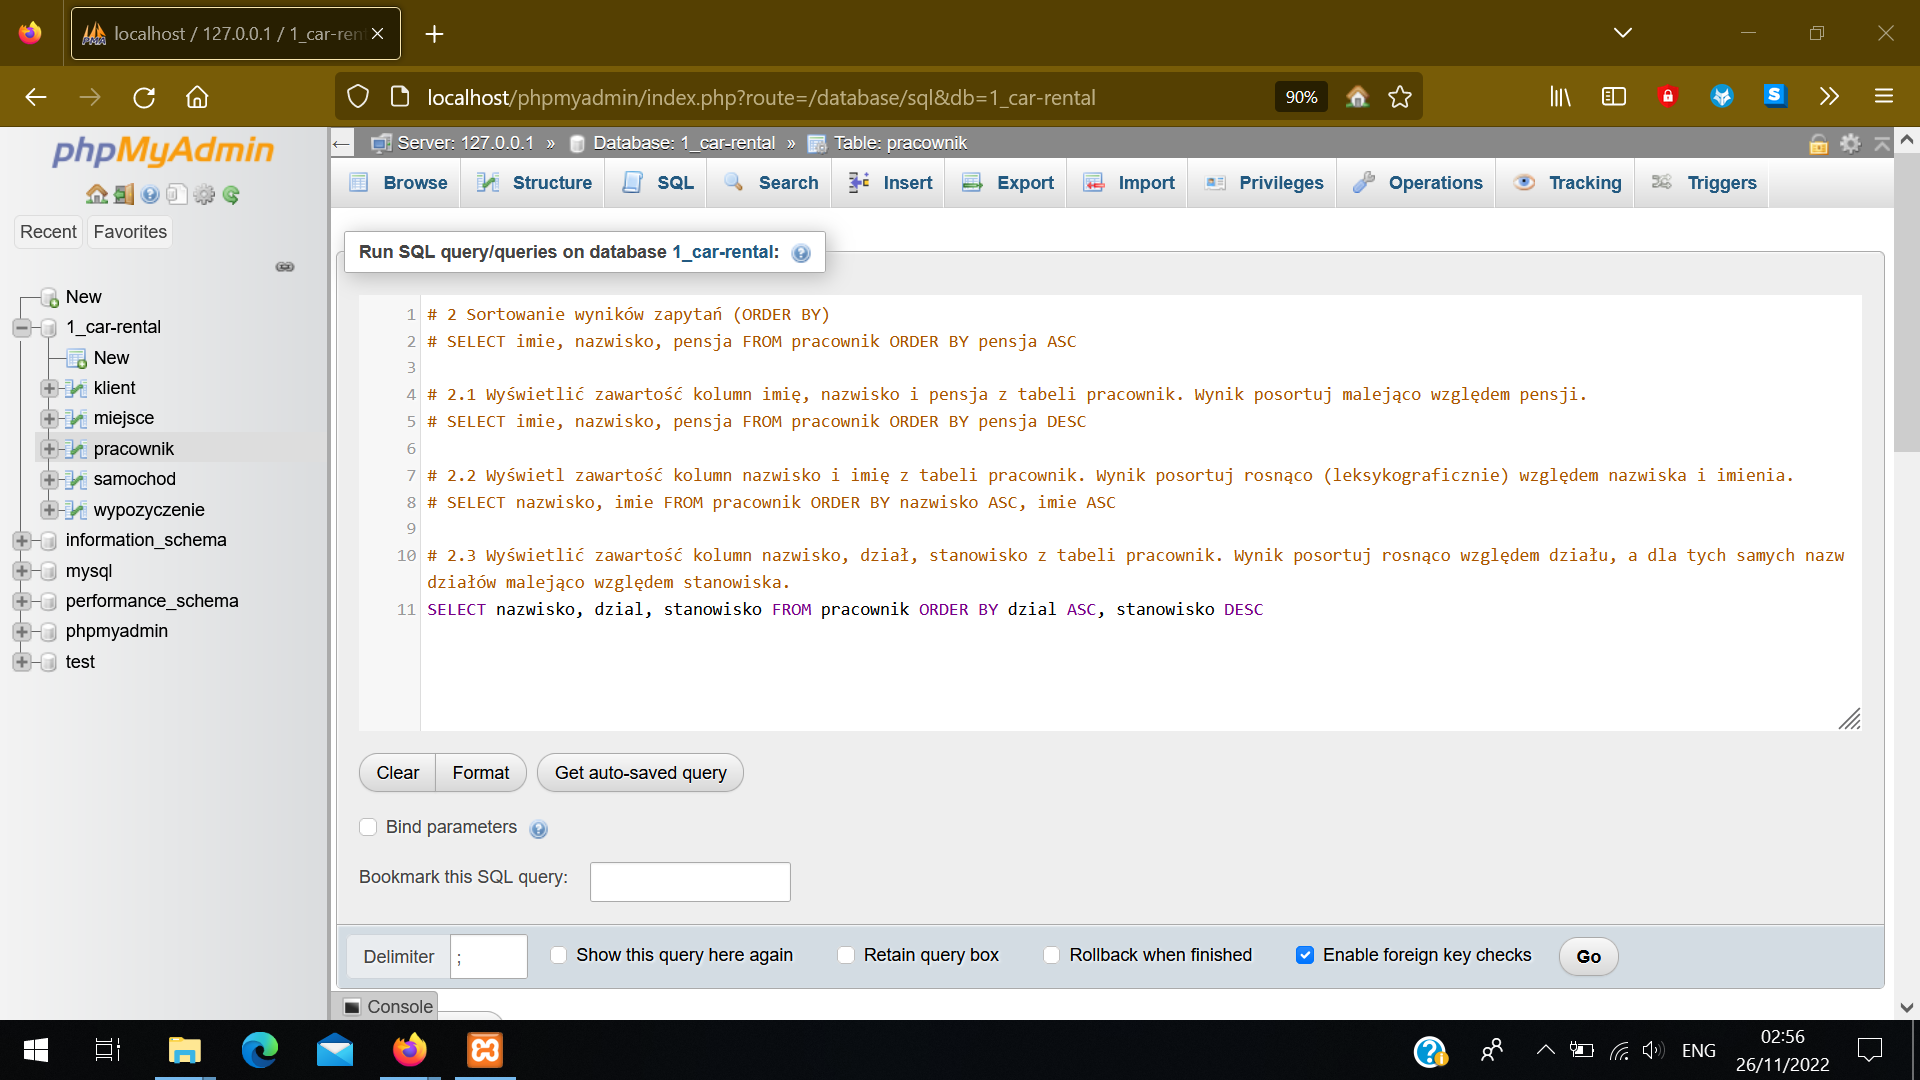 localhost / 127.0.0.1 / 1_car-ren
localhost/phpmyadmin/index.php?route=/database/sql&db=1_car-rental
90%
phpMyAdmin
Recent
Favorites
New
1_car-rental
New
klient
miejsce
pracownik
samochod
wypozyczenie
information_schema
mysql
performance_schema
phpmyadmin
test
Server: 127.0.0.1 » Database: 1_car-rental » Table: pracownik
Browse Structure SQL Search Insert Export Import Privileges Operations Tracking Triggers
Run SQL query/queries on database 1_car-rental:
1 # 2 Sortowanie wyników zapytań (ORDER BY)
2 # SELECT imie, nazwisko, pensja FROM pracownik ORDER BY pensja ASC
3
4 # 2.1 Wyświetlić zawartość kolumn imię, nazwisko i pensja z tabeli pracownik. Wynik posortuj malejąco względem pensji.
5 # SELECT imie, nazwisko, pensja FROM pracownik ORDER BY pensja DESC
6
7 # 2.2 Wyświetl zawartość kolumn nazwisko i imię z tabeli pracownik. Wynik posortuj rosnąco (leksykograficznie) względem nazwiska i imienia.
8 # SELECT nazwisko, imie FROM pracownik ORDER BY nazwisko ASC, imie ASC
9
10 # 2.3 Wyświetlić zawartość kolumn nazwisko, dział, stanowisko z tabeli pracownik. Wynik posortuj rosnąco względem działu, a dla tych samych nazw
działów malejąco względem stanowiska.
11 SELECT nazwisko, dzial, stanowisko FROM pracownik ORDER BY dzial ASC, stanowisko DESC
Clear Format Get auto-saved query
Bind parameters
Bookmark this SQL query:
Delimiter ; Show this query here again Retain query box Rollback when finished Enable foreign key checks Go
Console
ENG
02:56
26/11/2022